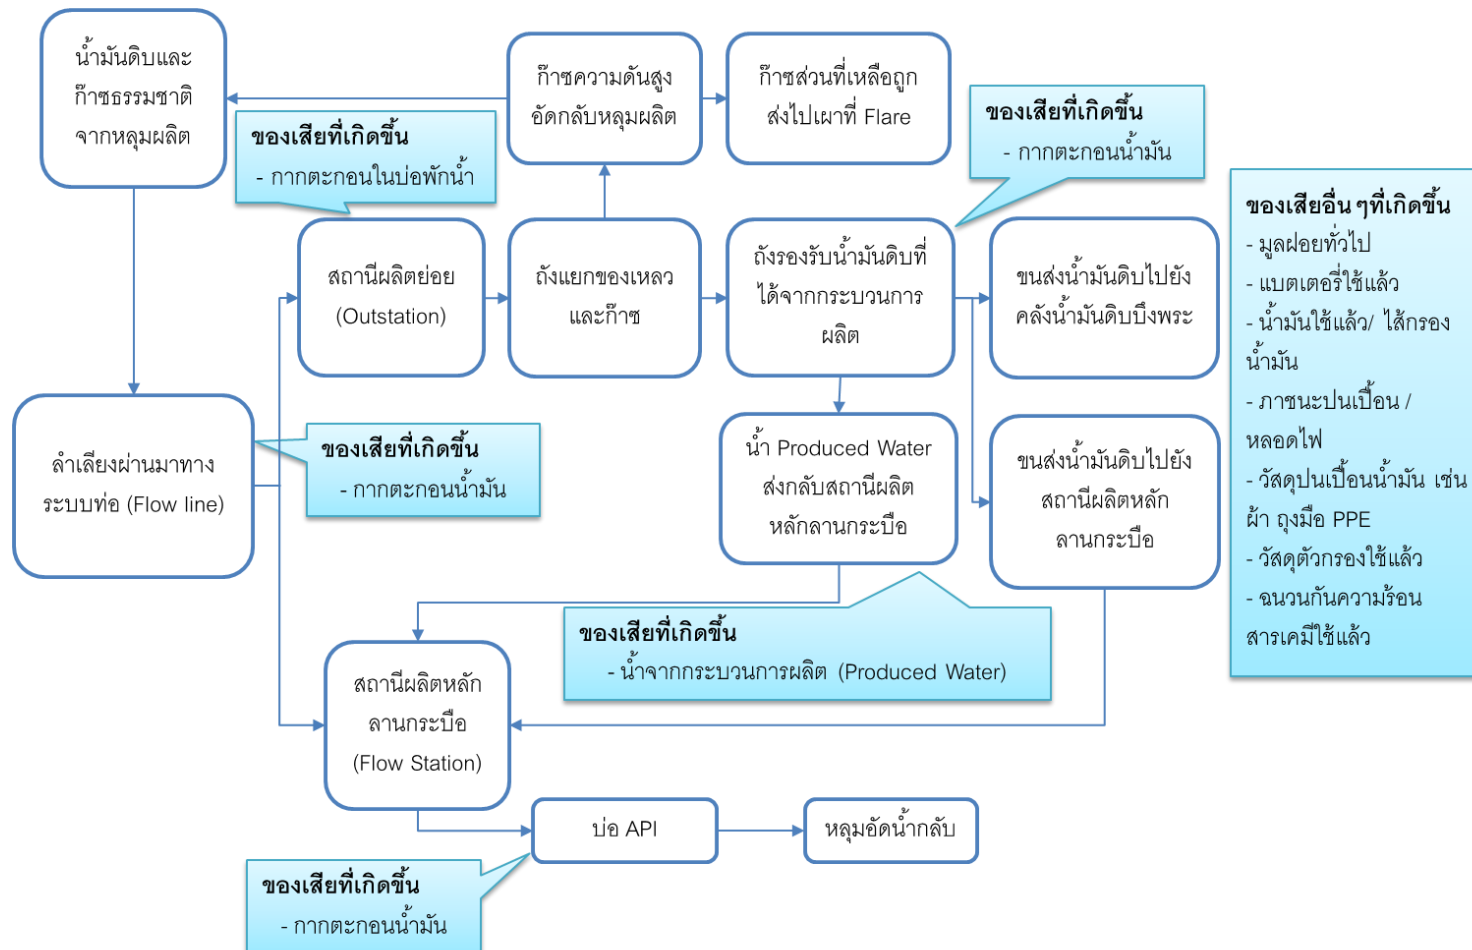 น้ำมันดิบและ
ก๊าซธรรมชาติ
จากหลุมผลิต
ก๊าซความดันสูง
อัดกลับหลุมผลิต
ก๊าซส่วนที่เหลือถูก
ส่งไปเผาที่ Flare
ของเสียที่เกิดขึ้น
- กากตะกอนในบ่อพักน้ำ
ของเสียที่เกิดขึ้น
- กากตะกอนน้ำมัน
สถานีผลิตย่อย
(Outstation)
ถังแยกของเหลว
และก๊าซ
ถังรองรับน้ำมันดิบที่
ได้จากกระบวนการ
ผลิต
ขนส่งน้ำมันดิบไปยัง
คลังน้ำมันดิบบึงพระ
ของเสียอื่น ๆที่เกิดขึ้น
- มูลฝอยทั่วไป
- แบตเตอรี่ใช้แล้ว
- น้ำมันใช้แล้ว/ ไส้กรอง
น้ำมัน
- ภาชนะปนเปื้อน /
หลอดไฟ
- วัสดุปนเปื้อนน้ำมัน เช่น
ผ้า ถุงมือ PPE
- วัสดุตัวกรองใช้แล้ว
- ฉนวนกันความร้อน
สารเคมีใช้แล้ว
ลำเลียงผ่านมาทาง
ระบบท่อ (Flow line)
ของเสียที่เกิดขึ้น
- กากตะกอนน้ำมัน
น้ำ Produced Water
ส่งกลับสถานีผลิต
หลักลานกระบือ
ขนส่งน้ำมันดิบไปยัง
สถานีผลิตหลัก
ลานกระบือ
ของเสียที่เกิดขึ้น
- น้ำจากกระบวนการผลิต (Produced Water)
สถานีผลิตหลัก
ลานกระบือ
(Flow Station)
บ่อ API
หลุมอัดน้ำกลับ
ของเสียที่เกิดขึ้น
- กากตะกอนน้ำมัน